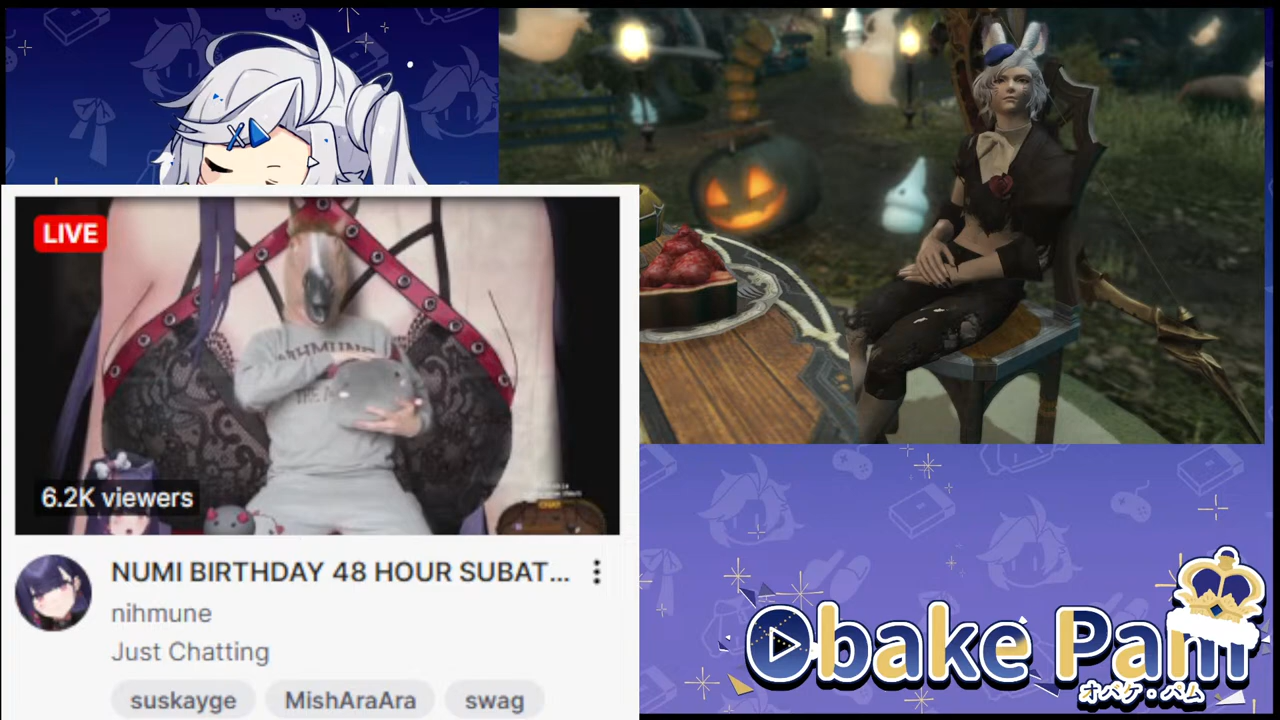 LIVE
6.2K viewers
NUMI BIRTHDAY 48 HOUR SUBAT...
nihmune
Just Chatting
suskayge
MishAraAra
swag
Obake Pam
オバケ・パム